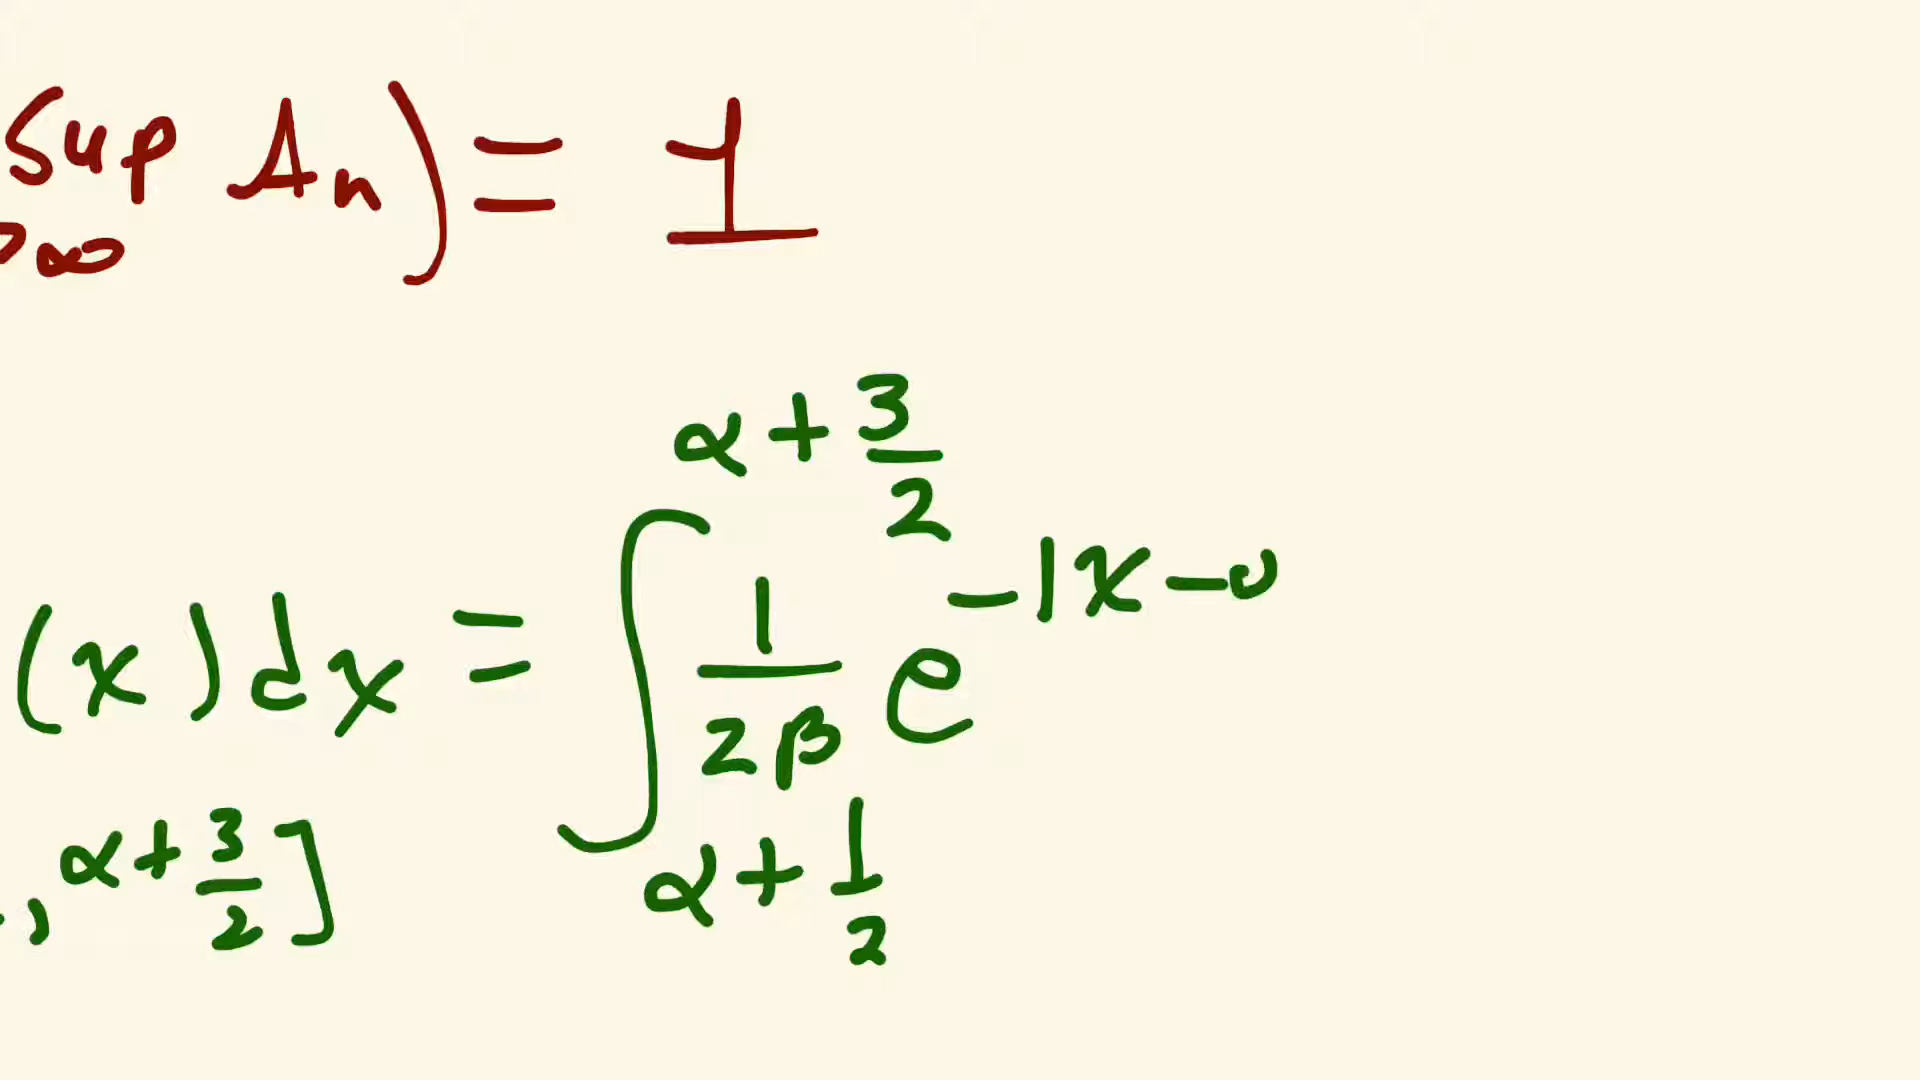 sup An) = 1
→∞
(x)dx = ∫_{α+1/2}^{α+3/2} 1/(2β) e^{-|x-
, α+3/2]